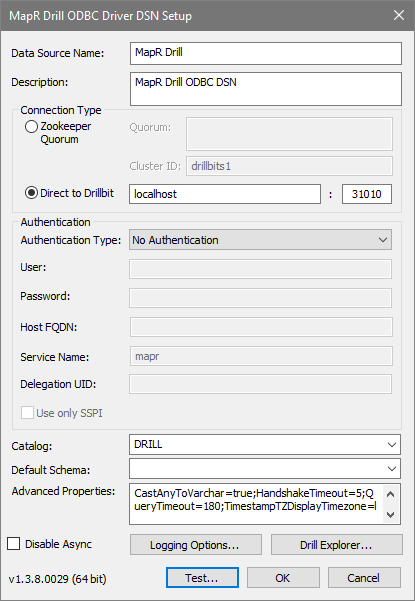 MapR Drill ODBC Driver DSN Setup
Data Source Name: MapR Drill
Description: MapR Drill ODBC DSN
Connection Type
Zookeeper Quorum: 
Quorum
Cluster ID: drillbits1
Direct to Drillbit localhost : 31010
Authentication
Authentication Type: No Authentication
User:
Password:
Host FQDN:
Service Name: mapr
Delegation UID:
Use only SSPI
Catalog: DRILL
Default Schema:
Advanced Properties: CastAnyToVarchar=true;HandshakeTimeout=5;Q
ueryTimeout=180;TimestampTZDisplayTimezone=l
Disable Async Logging Options... Drill Explorer...
v1.3.8.0029 (64 bit) Test... OK Cancel